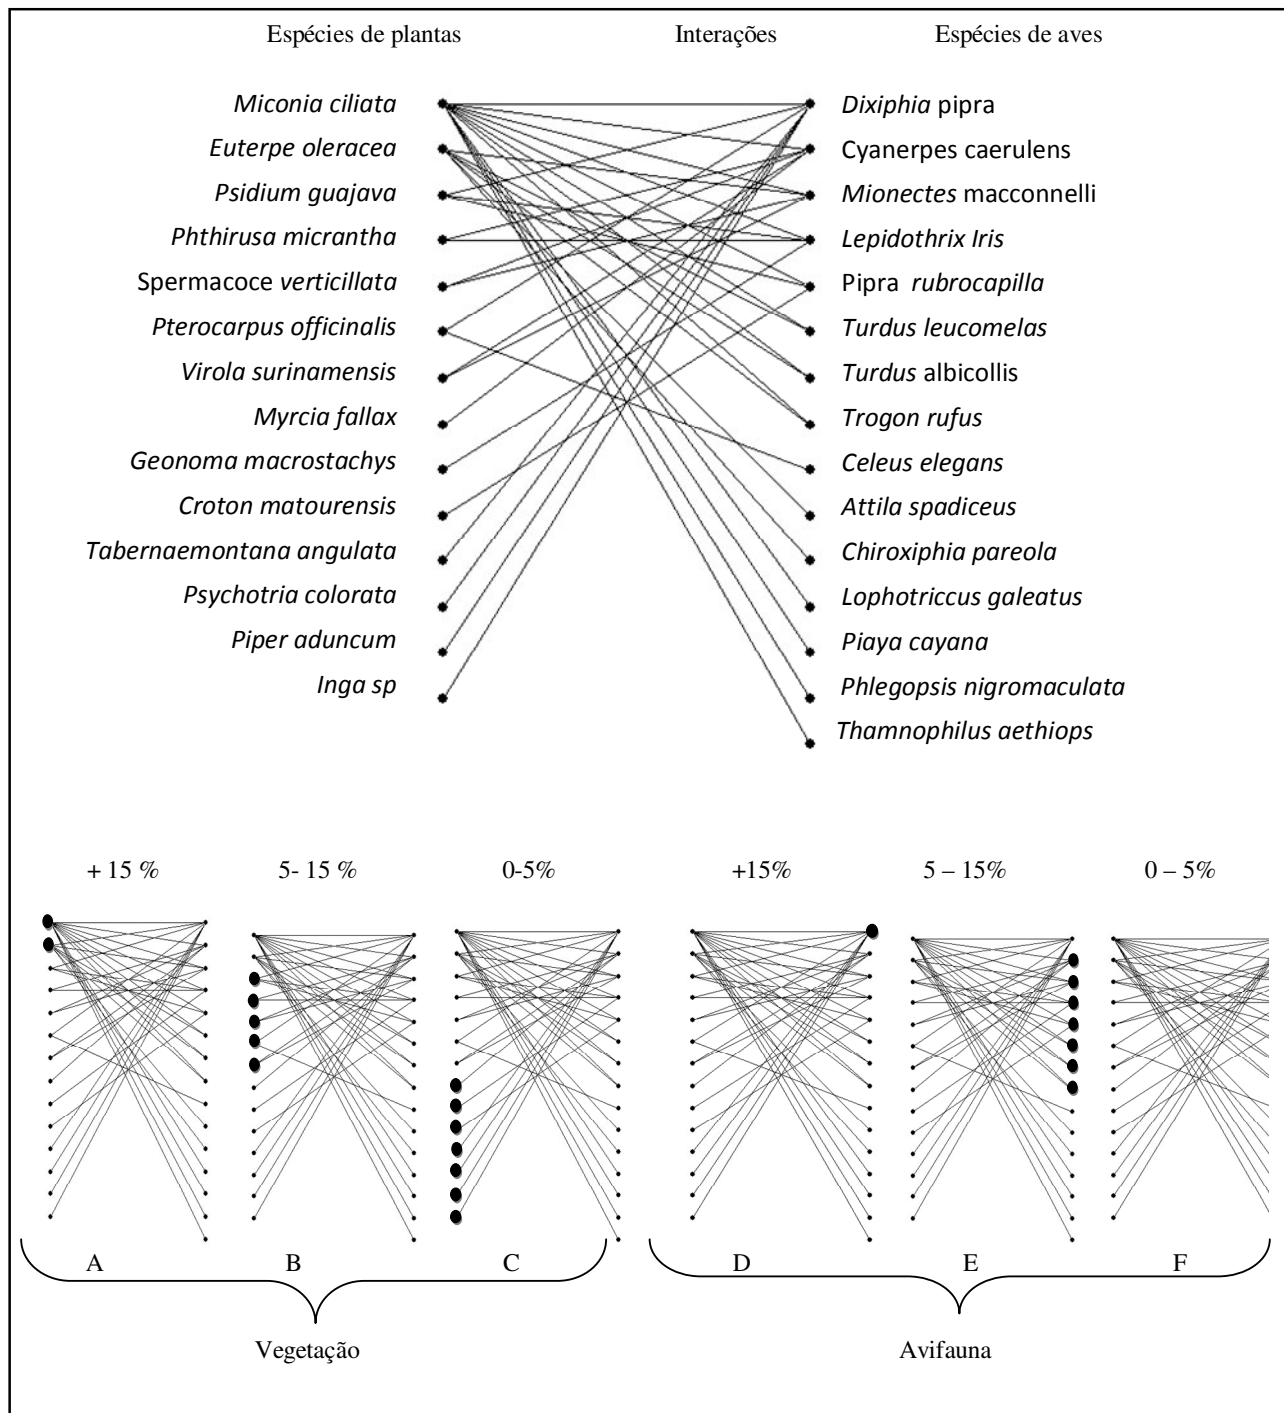 Espécies de plantas Interações Espécies de aves
Miconia ciliata Dixiphia pipra
Euterpe oleracea Cyanerpes caerulens
Psidium guajava Mionectes macconnelli
Phthirusa micrantha Lepidothrix Iris
Spermacoce verticillata Pipra rubrocapilla
Pterocarpus officinalis Turdus leucomelas
Virola surinamensis Turdus albicollis
Myrcia fallax Trogon rufus
Geonoma macrostachys Celeus elegans
Croton matourensis Attila spadiceus
Tabernaemontana angulata Chiroxiphia pareola
Psychotria colorata Lophotriccus galeatus
Piper aduncum Piaya cayana
Inga sp Phlegopsis nigromaculata
Thamnophilus aethiops
+ 15 % 5- 15 % 0-5% +15% 5 – 15% 0 – 5%
A B C D E F
Vegetação Avifauna